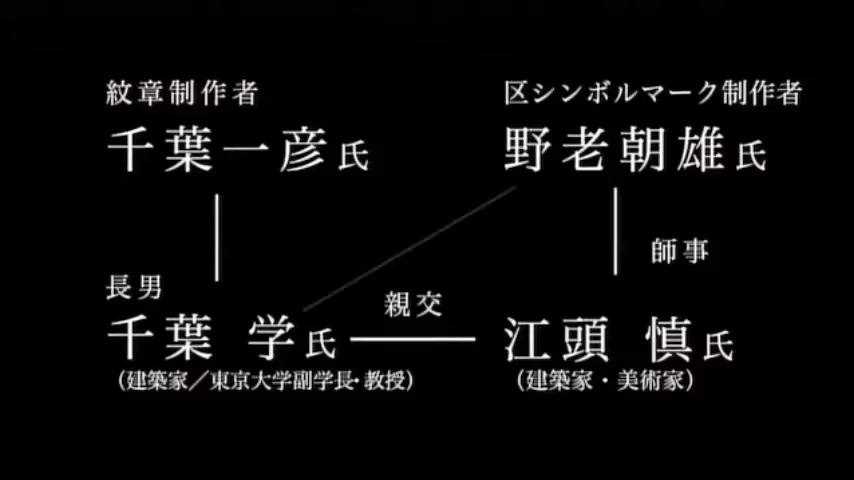 紋章制作者
千葉一彦氏
区シンボルマーク制作者
野老朝雄氏
師事
長男
千葉 学氏
(建築家／東京大学副学長・教授)
親交
江頭 慎氏
(建築家・美術家)